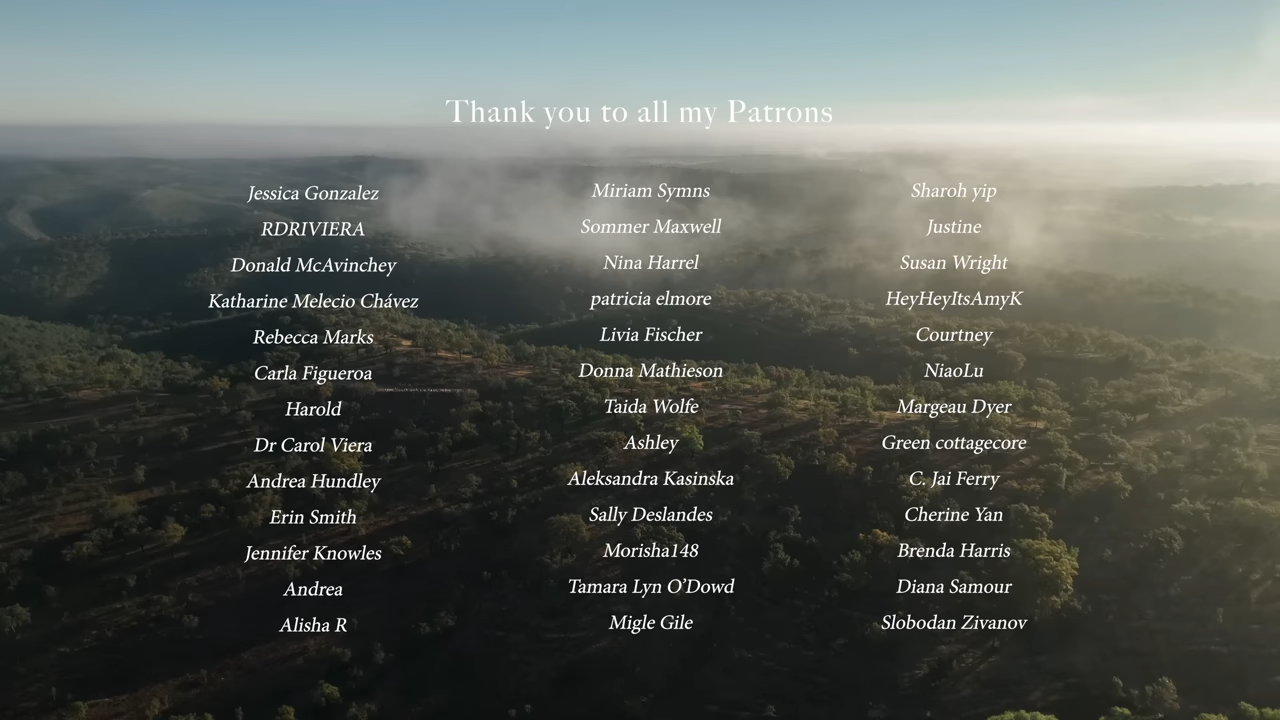 Thank you to all my Patrons
Jessica Gonzalez
RDRIVIERA
Donald McAvinchey
Katharine Melecio Chávez
Rebecca Marks
Carla Figueroa
Harold
Dr Carol Viera
Andrea Hundley
Erin Smith
Jennifer Knowles
Andrea
Alisha R
Miriam Symns
Sommer Maxwell
Nina Harrel
patricia elmore
Livia Fischer
Donna Mathieson
Taida Wolfe
Ashley
Aleksandra Kasinska
Sally Deslandes
Morisha148
Tamara Lyn O’Dowd
Migle Gile
Sharoh yip
Justine
Susan Wright
HeyHeyItsAmyK
Courtney
NiaoLu
Margeau Dyer
Green cottagecore
C. Jai Ferry
Cherine Yan
Brenda Harris
Diana Samour
Slobodan Zivanov